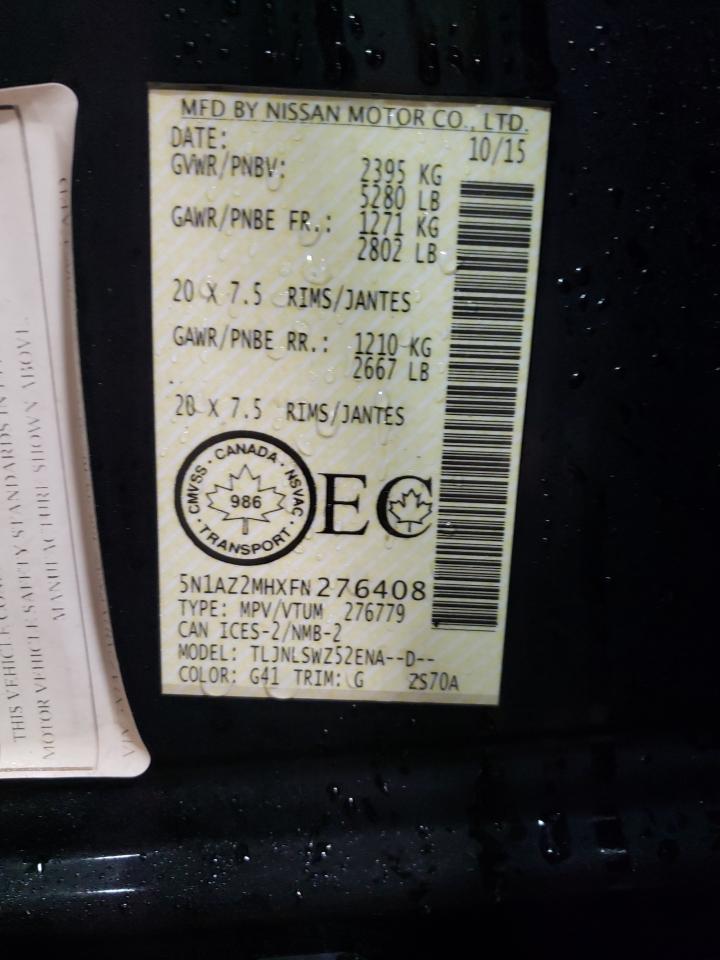 MFD BY NISSAN MOTOR CO., LTD.
DATE: 10/15
GVWR/PNBV: 2395 KG
5280 LB
GAWR/PNBE FR.: 1271 KG
2802 LB
20 X 7.5 RIMS/JANTES
GAWR/PNBE RR.: 1210 KG
2667 LB
20 X 7.5 RIMS/JANTES
CMVSS · CANADA · NSVAC
986
· TRANSPORT ·
EC
5N1AZ2MHXFN276408
TYPE: MPV/VTUM 276779
CAN ICES-2/NMB-2
MODEL: TLJNLSWZ52ENA--D--
COLOR: G41 TRIM: G 2S70A
THIS VEHICLE
MOTOR VEHICLE SAFETY STANDARDS IN
MANUFACTURE SHOWN ABOVE.